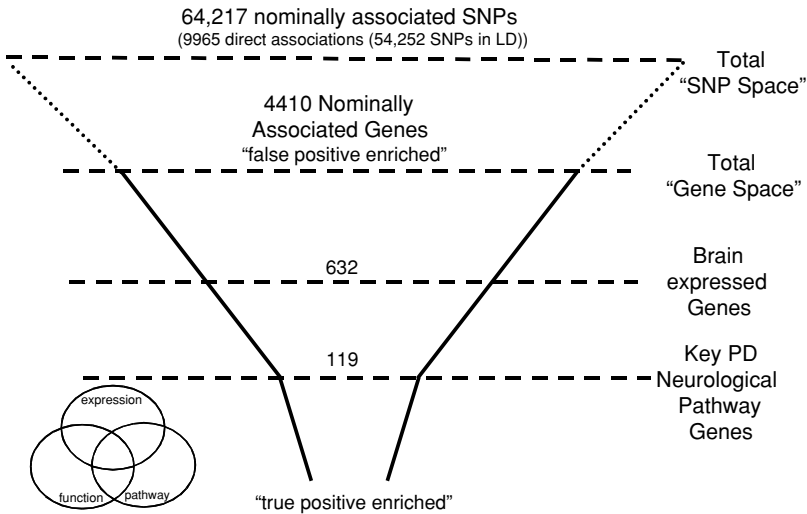 64,217 nominally associated SNPs
(9965 direct associations (54,252 SNPs in LD))
Total
“SNP Space”
4410 Nominally
Associated Genes
“false positive enriched”
Total
“Gene Space”
632
Brain
expressed
Genes
119
Key PD
Neurological
Pathway
Genes
expression
function
pathway
“true positive enriched”